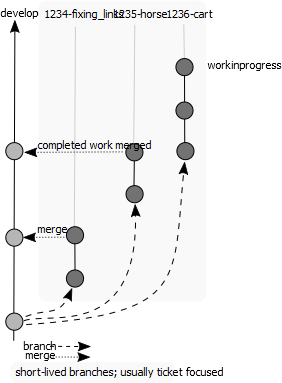 develop
1234-fixing_links
1235-horse
1236-cart
workinprogress
completed work merged
merge
branch
merge
short-lived branches; usually ticket focused